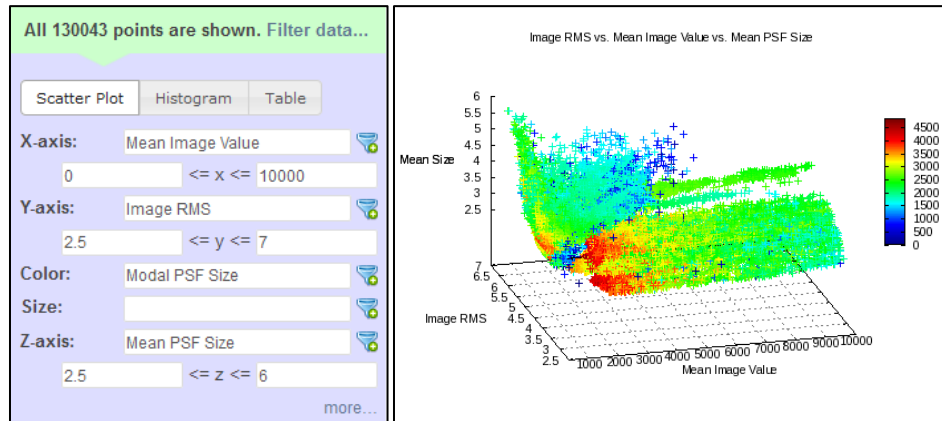 All 130043 points are shown. Filter data...
Scatter Plot Histogram Table
X-axis: Mean Image Value
0 <= x <= 10000
Y-axis: Image RMS
2.5 <= y <= 7
Color: Modal PSF Size
Size:
Z-axis: Mean PSF Size
2.5 <= z <= 6
more...
Image RMS vs. Mean Image Value vs. Mean PSF Size
6
5.5
5
4.5
4
3.5
3
2.5
Mean Size
4500
4000
3500
3000
2500
2000
1500
1000
500
0
7
6.5
6
5.5
5
4.5
4
3.5
3
2.5
Image RMS
1000 2000 3000 4000 5000 6000 7000 8000 9000 10000
Mean Image Value